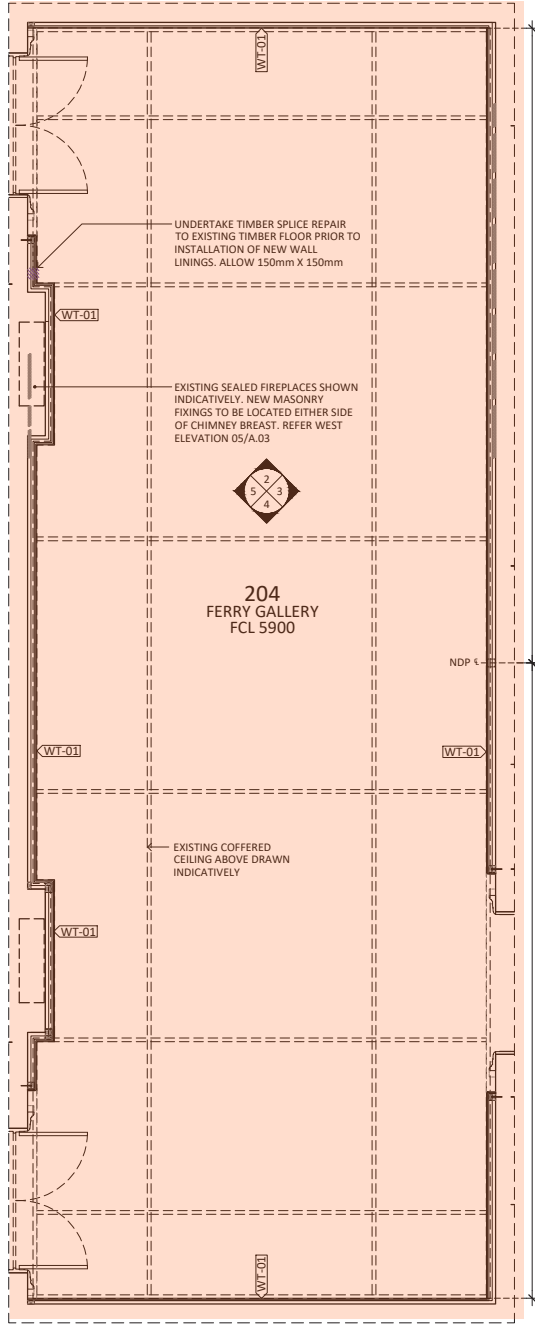 WT-01
UNDERTAKE TIMBER SPLICE REPAIR
TO EXISTING TIMBER FLOOR PRIOR TO
INSTALLATION OF NEW WALL
LININGS. ALLOW 150mm X 150mm
WT-01
EXISTING SEALED FIREPLACES SHOWN
INDICATIVELY. NEW MASONRY
FIXINGS TO BE LOCATED EITHER SIDE
OF CHIMNEY BREAST. REFER WEST
ELEVATION 05/A.03
2
5 3
4
204
FERRY GALLERY
FCL 5900
NDP ℄
WT-01
WT-01
EXISTING COFFERED
CEILING ABOVE DRAWN
INDICATIVELY
WT-01
WT-01